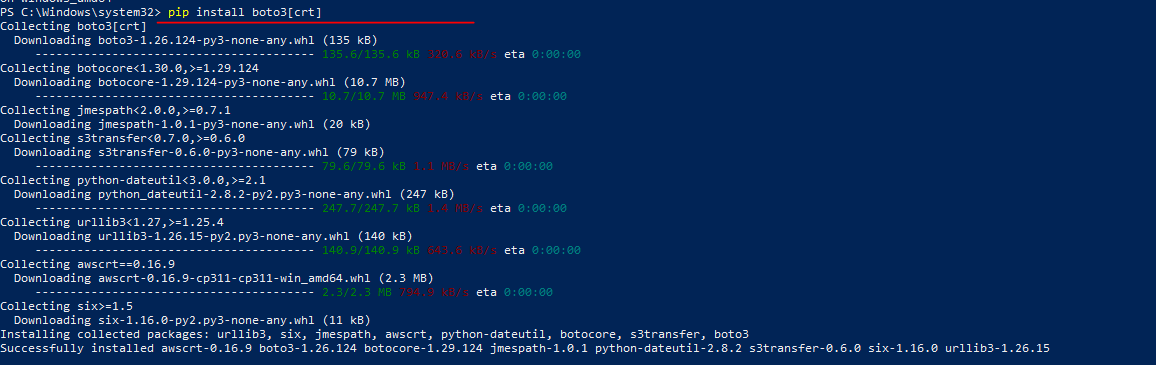 on windows_amd64
PS C:\Windows\system32> pip install boto3[crt]
Collecting boto3[crt]
  Downloading boto3-1.26.124-py3-none-any.whl (135 kB)
     ---------------------------------------- 135.6/135.6 kB 320.6 kB/s eta 0:00:00
Collecting botocore<1.30.0,>=1.29.124
  Downloading botocore-1.29.124-py3-none-any.whl (10.7 MB)
     ---------------------------------------- 10.7/10.7 MB 947.4 kB/s eta 0:00:00
Collecting jmespath<2.0.0,>=0.7.1
  Downloading jmespath-1.0.1-py3-none-any.whl (20 kB)
Collecting s3transfer<0.7.0,>=0.6.0
  Downloading s3transfer-0.6.0-py3-none-any.whl (79 kB)
     ---------------------------------------- 79.6/79.6 kB 1.1 MB/s eta 0:00:00
Collecting python-dateutil<3.0.0,>=2.1
  Downloading python_dateutil-2.8.2-py2.py3-none-any.whl (247 kB)
     ---------------------------------------- 247.7/247.7 kB 1.4 MB/s eta 0:00:00
Collecting urllib3<1.27,>=1.25.4
  Downloading urllib3-1.26.15-py2.py3-none-any.whl (140 kB)
     ---------------------------------------- 140.9/140.9 kB 643.6 kB/s eta 0:00:00
Collecting awscrt==0.16.9
  Downloading awscrt-0.16.9-cp311-cp311-win_amd64.whl (2.3 MB)
     ---------------------------------------- 2.3/2.3 MB 794.9 kB/s eta 0:00:00
Collecting six>=1.5
  Downloading six-1.16.0-py2.py3-none-any.whl (11 kB)
Installing collected packages: urllib3, six, jmespath, awscrt, python-dateutil, botocore, s3transfer, boto3
Successfully installed awscrt-0.16.9 boto3-1.26.124 botocore-1.29.124 jmespath-1.0.1 python-dateutil-2.8.2 s3transfer-0.6.0 six-1.16.0 urllib3-1.26.15